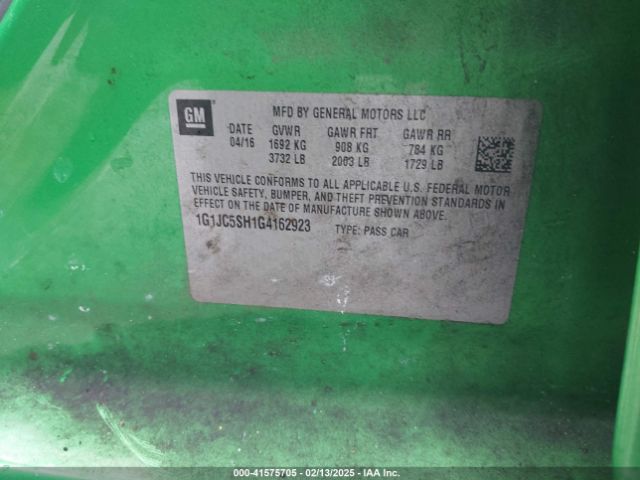 GM
MFD BY GENERAL MOTORS LLC
DATE GVWR GAWR FRT GAWR RR
04/16 1692 KG 908 KG 784 KG
3732 LB 2003 LB 1729 LB
THIS VEHICLE CONFORMS TO ALL APPLICABLE U.S. FEDERAL MOTOR
VEHICLE SAFETY, BUMPER, AND THEFT PREVENTION STANDARDS IN
EFFECT ON THE DATE OF MANUFACTURE SHOWN ABOVE.
1G1JC5SH1G4162923 TYPE: PASS CAR
000-41575705 - 02/13/2025 - IAA Inc.